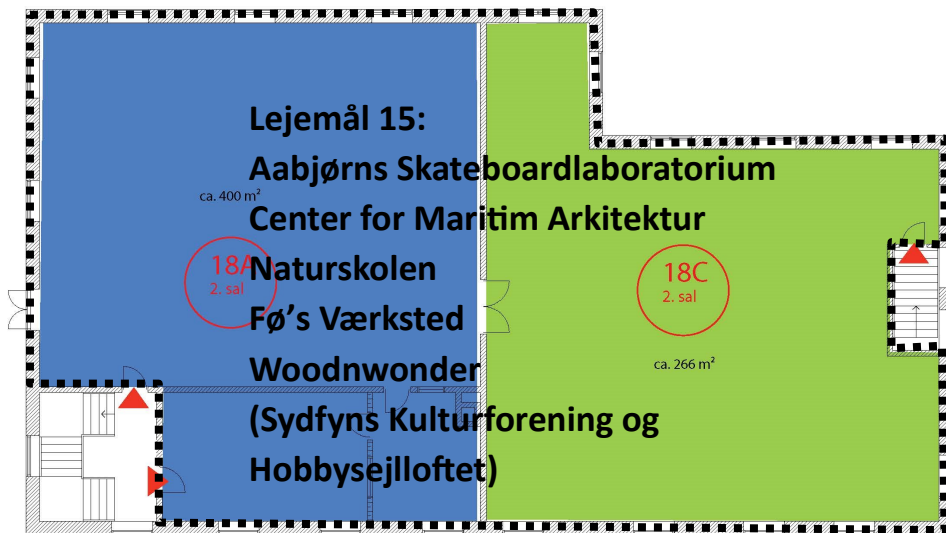 Lejemål 15:
Aabjørns Skateboardlaboratorium
Center for Maritim Arkitektur
Naturskolen
Fø’s Værksted
Woodnwonder
(Sydfyns Kulturforening og
Hobbysejlloftet)
ca. 400 m²
18A
2. sal
18C
2. sal
ca. 266 m²